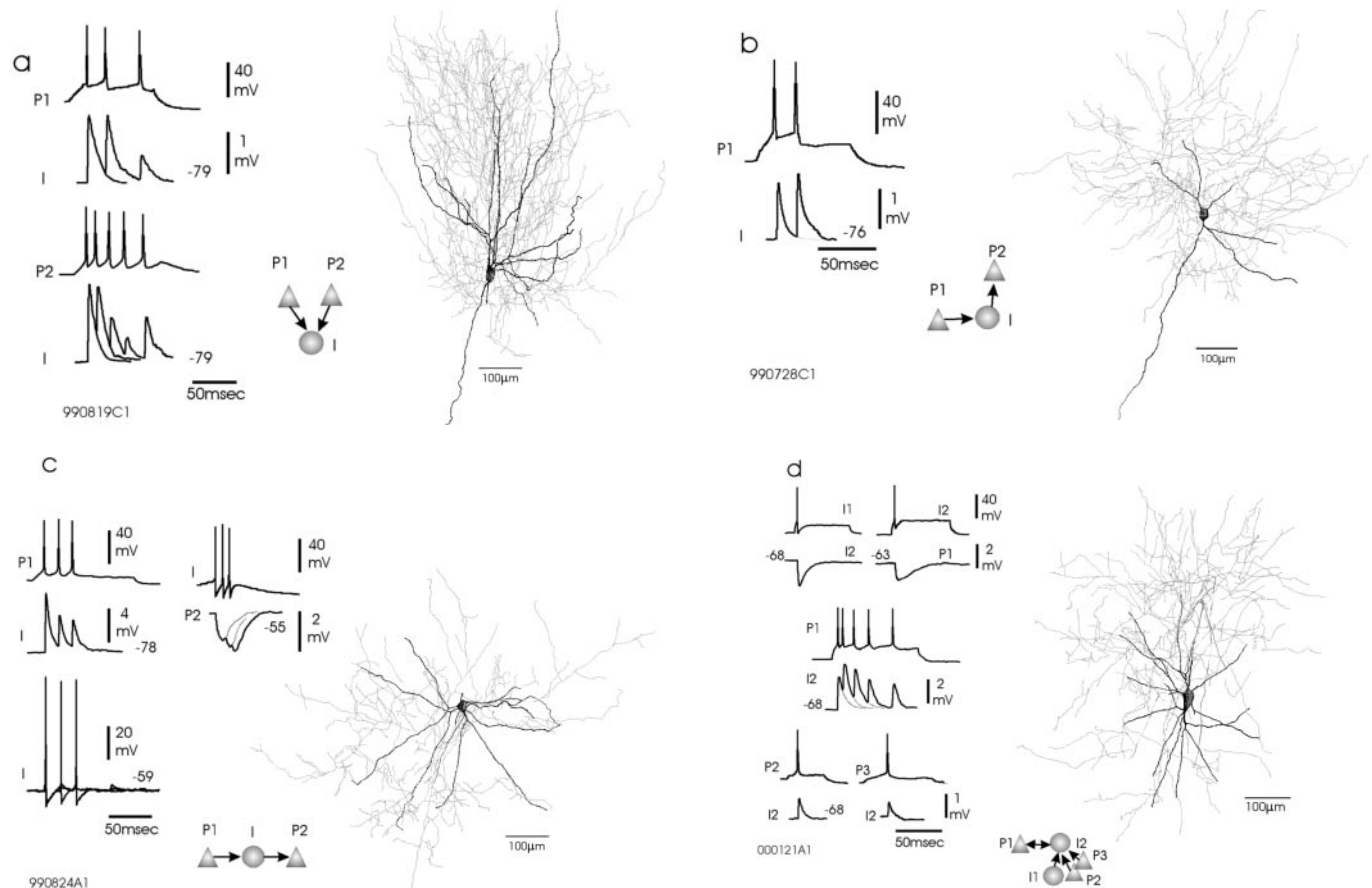 a
40
mV
P1
1
mV
I
-79
P2
I
-79
50msec
P1 P2
I
100µm
990819C1
b
40
mV
P1
1
mV
I
-76
50msec
P2
P1
I
100µm
990728C1
c
40
mV
P1
40
mV
I
4
mV
I
-78
P2
-55
2
mV
20
mV
I
-59
50msec
P1 I P2
100µm
990824A1
d
I1
I2
40
mV
-68
I2
-63
P1
2
mV
P1
I2
-68
2
mV
P2
P3
I2
-68
I2
1
mV
50msec
100µm
000121A1
P1
I2
P3
I1
P2